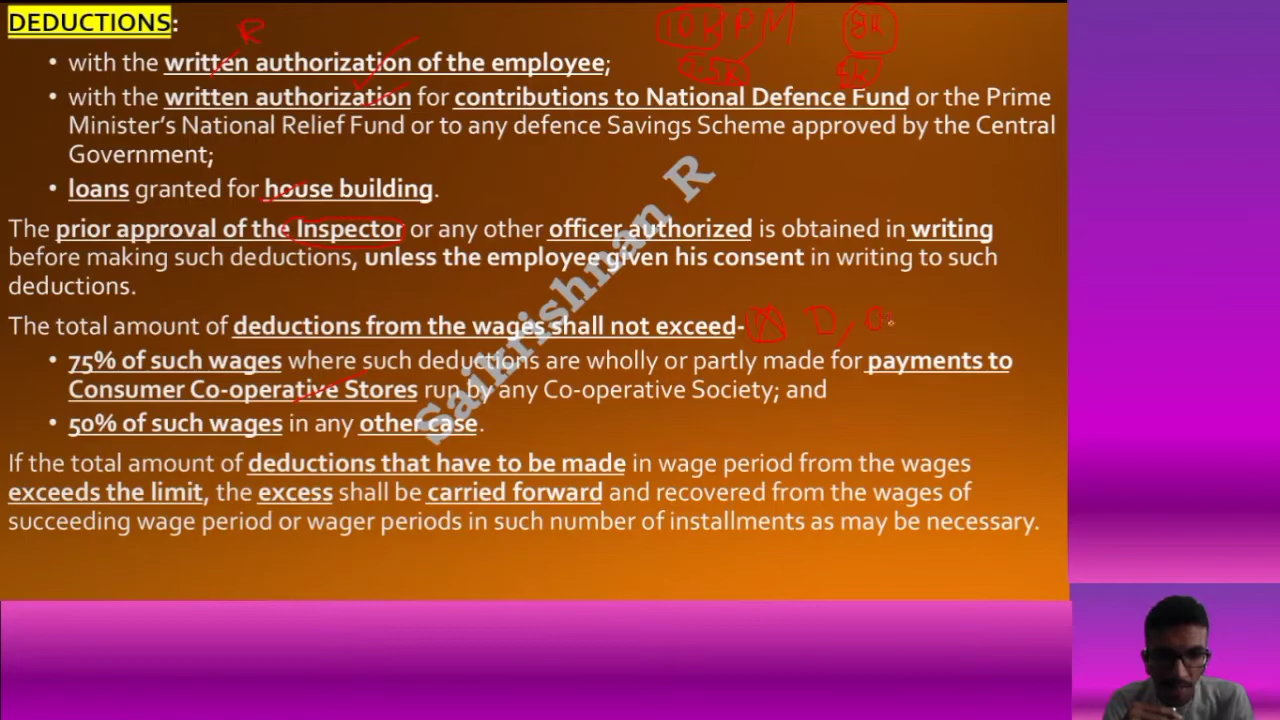 DEDUCTIONS:
R
10k PM 8k
• with the written authorization of the employee;
• with the written authorization for contributions to National Defence Fund or the Prime
Minister's National Relief Fund or to any defence Savings Scheme approved by the Central
Government;
• loans granted for house building.
The prior approval of the Inspector or any other officer authorized is obtained in writing
before making such deductions, unless the employee given his consent in writing to such
deductions.
The total amount of deductions from the wages shall not exceed-
• 75% of such wages where such deductions are wholly or partly made for payments to
Consumer Co-operative Stores run by any Co-operative Society; and
• 50% of such wages in any other case.
If the total amount of deductions that have to be made in wage period from the wages
exceeds the limit, the excess shall be carried forward and recovered from the wages of
succeeding wage period or wager periods in such number of installments as may be necessary.
Saikrishnan R